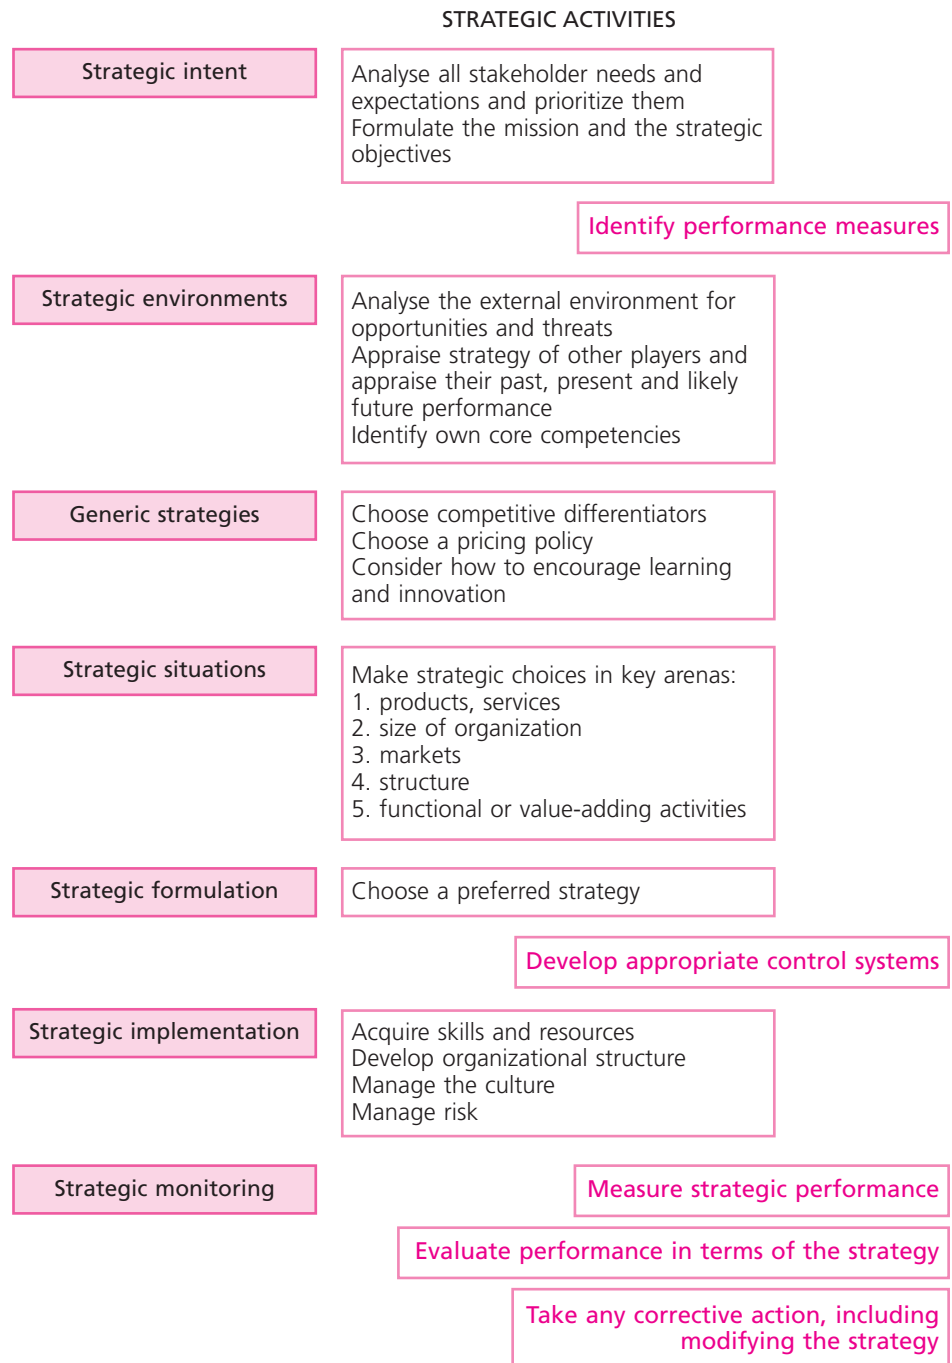 STRATEGIC ACTIVITIES
Strategic intent
Analyse all stakeholder needs and
expectations and prioritize them
Formulate the mission and the strategic
objectives
Identify performance measures
Strategic environments
Analyse the external environment for
opportunities and threats
Appraise strategy of other players and
appraise their past, present and likely
future performance
Identify own core competencies
Generic strategies
Choose competitive differentiators
Choose a pricing policy
Consider how to encourage learning
and innovation
Strategic situations
Make strategic choices in key arenas:
1. products, services
2. size of organization
3. markets
4. structure
5. functional or value-adding activities
Strategic formulation
Choose a preferred strategy
Develop appropriate control systems
Strategic implementation
Acquire skills and resources
Develop organizational structure
Manage the culture
Manage risk
Strategic monitoring
Measure strategic performance
Evaluate performance in terms of the strategy
Take any corrective action, including
modifying the strategy